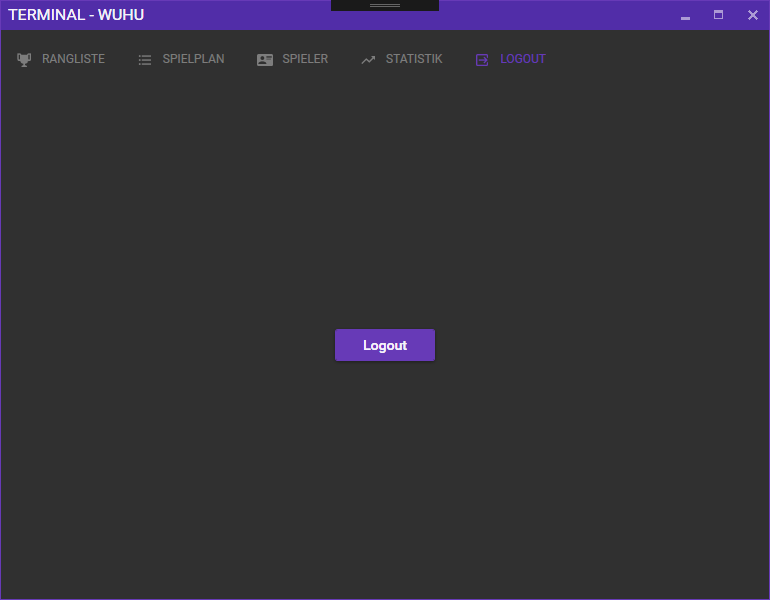 TERMINAL - WUHU
RANGLISTE SPIELPLAN SPIELER STATISTIK LOGOUT
Logout